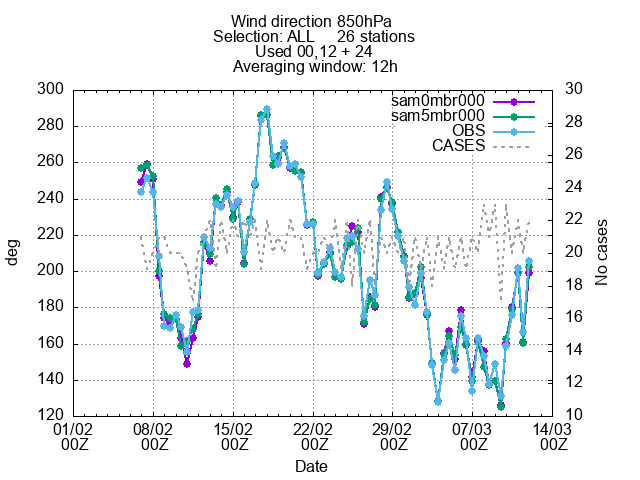 Wind direction 850hPa
Selection: ALL 26 stations
Used 00,12 + 24
Averaging window: 12h
300 30
280 28
260 26
240 24
220 22
200 20
180 18
160 16
140 14
120 12
10
sam0mbr000
sam5mbr000
OBS
CASES
deg
No cases
01/02 08/02 15/02 22/02 29/02 07/03 14/03
00Z 00Z 00Z 00Z 00Z 00Z 00Z
Date